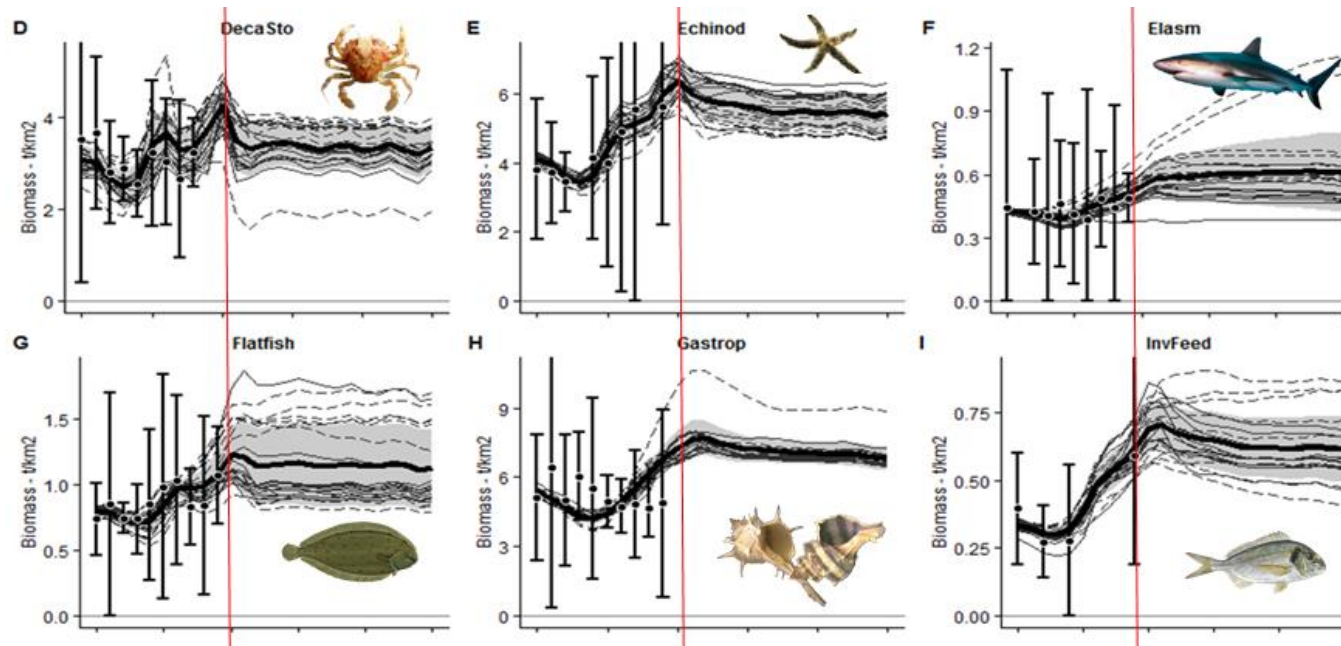 D DecaSto
Biomass - t/km2
4
2
0
E Echinod
Biomass - t/km2
6
4
2
0
F Elasm
Biomass - t/km2
1.2
0.9
0.6
0.3
0.0
G Flatfish
Biomass - t/km2
1.5
1.0
0.5
0.0
H Gastrop
Biomass - t/km2
9
6
3
0
I InvFeed
Biomass - t/km2
0.75
0.50
0.25
0.00